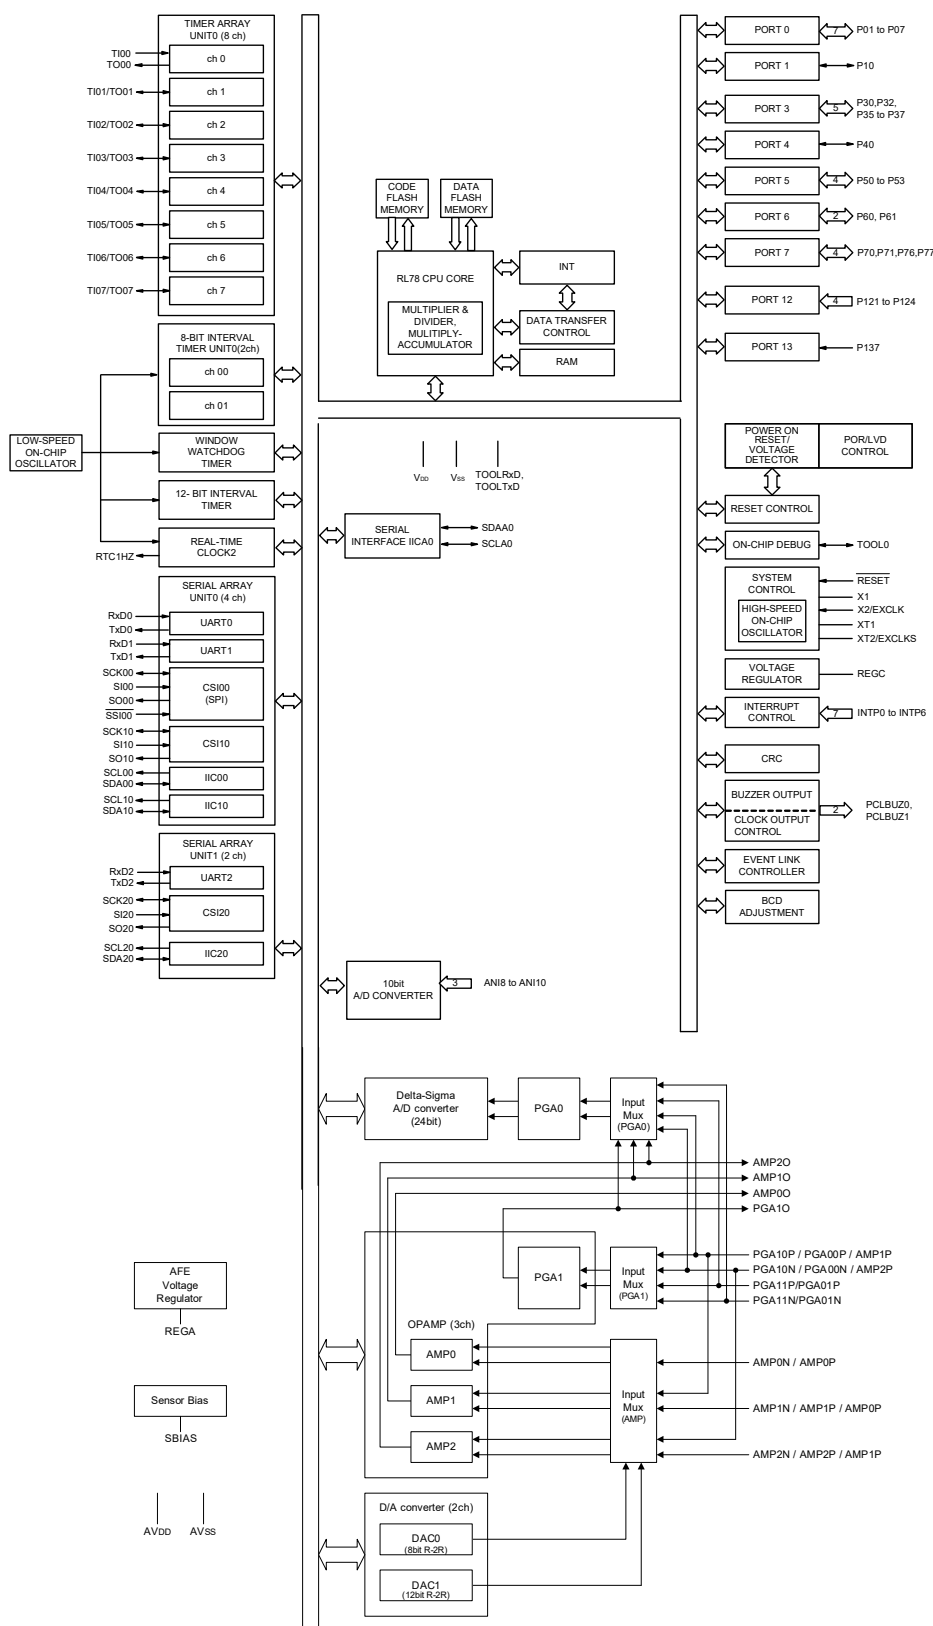 TIMER ARRAY
UNIT0 (8 ch)
TI00
TO00
ch 0
TI01/TO01
ch 1
TI02/TO02
ch 2
TI03/TO03
ch 3
TI04/TO04
ch 4
TI05/TO05
ch 5
TI06/TO06
ch 6
TI07/TO07
ch 7
8-BIT INTERVAL
TIMER UNIT0(2ch)
ch 00
ch 01
LOW-SPEED
ON-CHIP
OSCILLATOR
WINDOW
WATCHDOG
TIMER
12- BIT INTERVAL
TIMER
REAL-TIME
CLOCK2
RTC1HZ
SERIAL ARRAY
UNIT0 (4 ch)
RxD0
TxD0
UART0
RxD1
TxD1
UART1
SCK00
SI00
SO00
SSI00
CSI00
(SPI)
SCK10
SI10
SO10
CSI10
SCL00
SDA00
IIC00
SCL10
SDA10
IIC10
SERIAL ARRAY
UNIT1 (2 ch)
RxD2
TxD2
UART2
SCK20
SI20
SO20
CSI20
SCL20
SDA20
IIC20
CODE
FLASH
MEMORY
DATA
FLASH
MEMORY
RL78 CPU CORE
MULTIPLIER &
DIVIDER,
MULITIPLY-
ACCUMULATOR
INT
DATA TRANSFER
CONTROL
RAM
VDD
VSS
TOOLRxD,
TOOLTxD
SERIAL
INTERFACE IICA0
SDAA0
SCLA0
10bit
A/D CONVERTER
3
ANI8 to ANI10
PORT 0
7
P01 to P07
PORT 1
P10
PORT 3
5
P30,P32,
P35 to P37
PORT 4
P40
PORT 5
4
P50 to P53
PORT 6
2
P60, P61
PORT 7
4
P70,P71,P76,P77
PORT 12
4
P121 to P124
PORT 13
P137
POWER ON
RESET/
VOLTAGE
DETECTOR
POR/LVD
CONTROL
RESET CONTROL
ON-CHIP DEBUG
TOOL0
SYSTEM
CONTROL
HIGH-SPEED
ON-CHIP
OSCILLATOR
RESET
X1
X2/EXCLK
XT1
XT2/EXCLKS
VOLTAGE
REGULATOR
REGC
INTERRUPT
CONTROL
7
INTP0 to INTP6
CRC
BUZZER OUTPUT
CLOCK OUTPUT
CONTROL
2
PCLBUZ0,
PCLBUZ1
EVENT LINK
CONTROLLER
BCD
ADJUSTMENT
Delta-Sigma
A/D converter
(24bit)
PGA0
Input
Mux
(PGA0)
AMP2O
AMP1O
AMP0O
PGA1O
PGA1
Input
Mux
(PGA1)
PGA10P / PGA00P / AMP1P
PGA10N / PGA00N / AMP2P
PGA11P/PGA01P
PGA11N/PGA01N
AFE
Voltage
Regulator
REGA
OPAMP (3ch)
AMP0
AMP1
AMP2
Input
Mux
(AMP)
AMP0N / AMP0P
AMP1N / AMP1P / AMP0P
AMP2N / AMP2P / AMP1P
Sensor Bias
SBIAS
AVDD
AVSS
D/A converter (2ch)
DAC0
(8bit R-2R)
DAC1
(12bit R-2R)